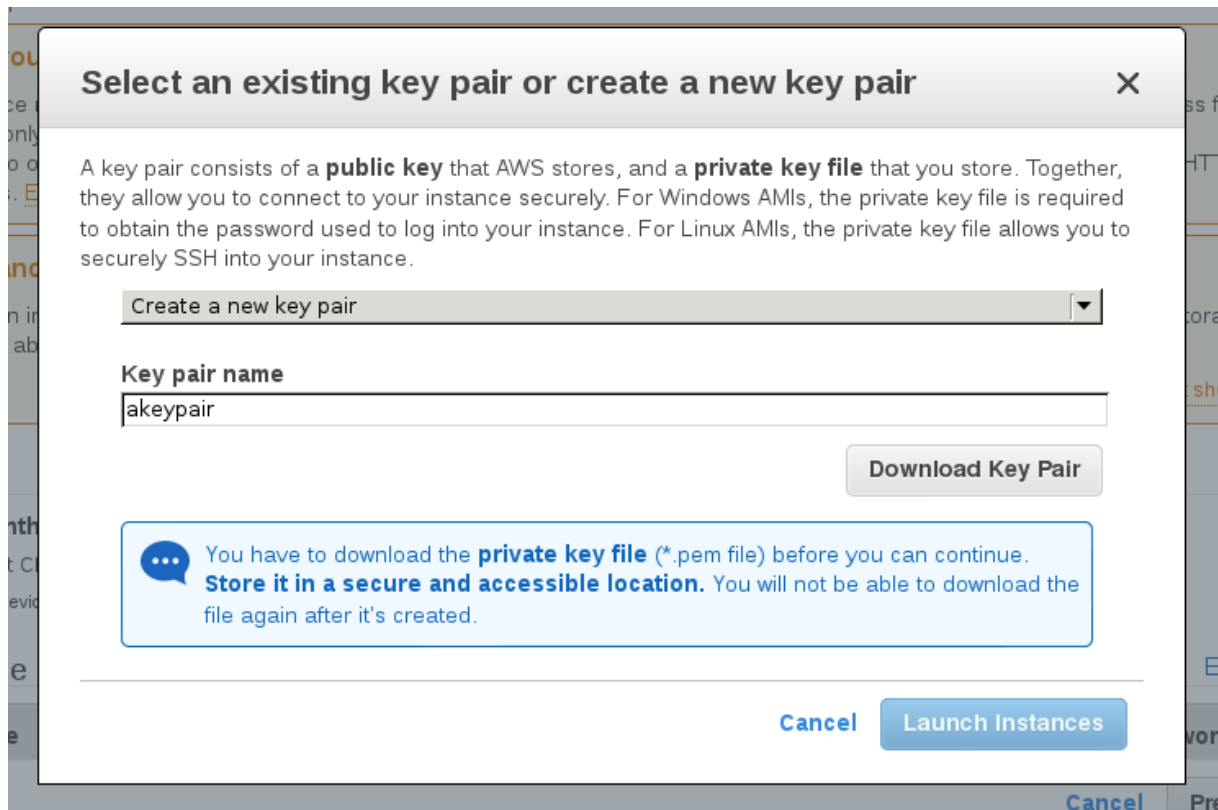 Select an existing key pair or create a new key pair
A key pair consists of a public key that AWS stores, and a private key file that you store. Together,
they allow you to connect to your instance securely. For Windows AMIs, the private key file is required
to obtain the password used to log into your instance. For Linux AMIs, the private key file allows you to
securely SSH into your instance.
Create a new key pair
Key pair name
akeypair
Download Key Pair
You have to download the private key file (*.pem file) before you can continue.
Store it in a secure and accessible location. You will not be able to download the
file again after it's created.
Cancel
Launch Instances
Cancel